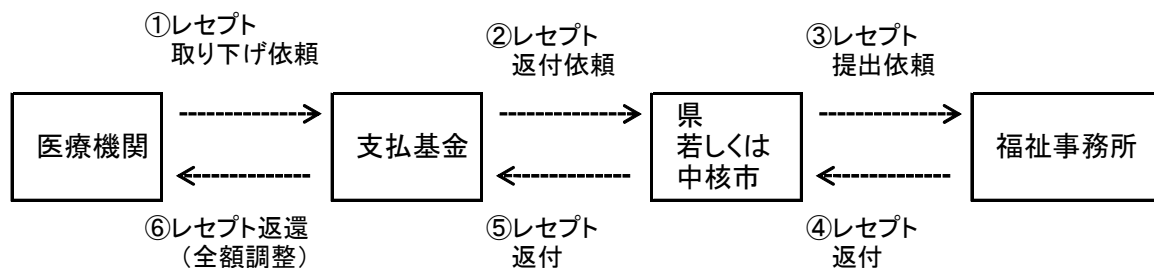 ①レセプト
取り下げ依頼
②レセプト
返付依頼
③レセプト
提出依頼
医療機関
支払基金
県
若しくは
中核市
福祉事務所
⑥レセプト返還
（全額調整）
⑤レセプト
返付
④レセプト
返付